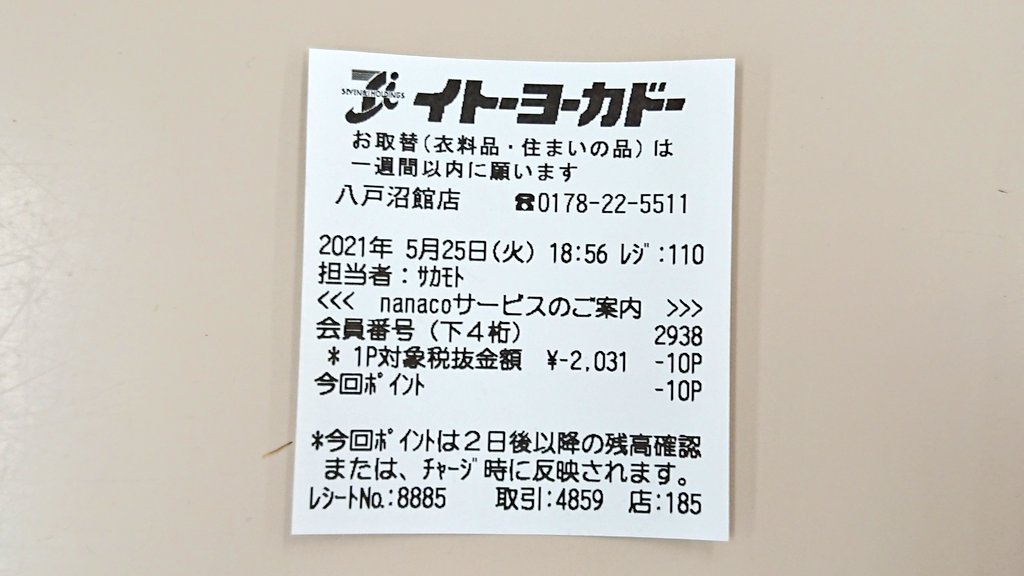 SEVEN&i HOLDINGS
イトーヨーカドー
お取替(衣料品・住まいの品)は
一週間以内に願います
八戸沼館店 ☎0178-22-5511
2021年 5月25日(火) 18:56 ﾚｼﾞ:110
担当者:ｻｶﾓﾄ
<<< nanacoサービスのご案内 >>>
会員番号(下4桁) 2938
* 1P対象税抜金額 ¥-2,031 -10P
今回ﾎﾟｲﾝﾄ -10P
*今回ﾎﾟｲﾝﾄは2日後以降の残高確認
または、ﾁｬｰｼﾞ時に反映されます。
ﾚｼｰﾄNo.:8885 取引:4859 店:185